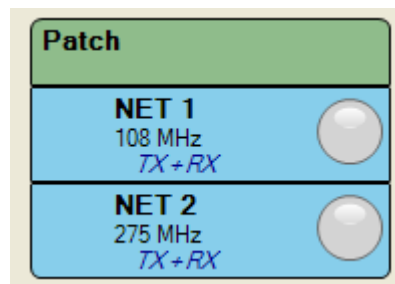 Patch
NET 1
108 MHz
TX+RX
NET 2
275 MHz
TX+RX